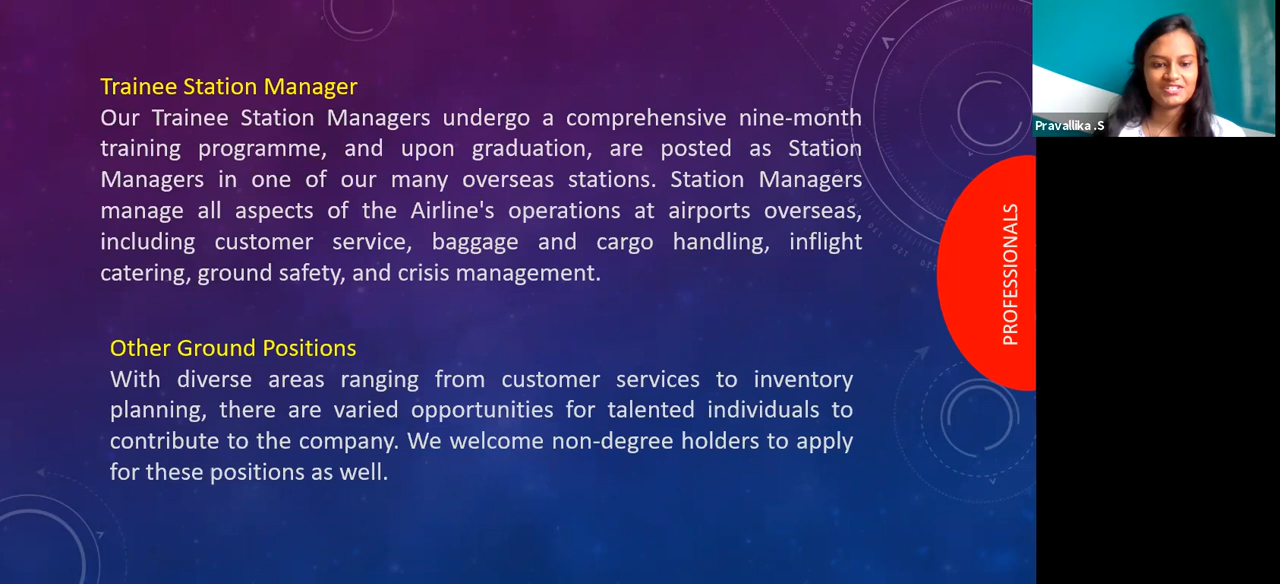 Trainee Station Manager
Our Trainee Station Managers undergo a comprehensive nine-month
training programme, and upon graduation, are posted as Station
Managers in one of our many overseas stations. Station Managers
manage all aspects of the Airline's operations at airports overseas,
including customer service, baggage and cargo handling, inflight
catering, ground safety, and crisis management.
Other Ground Positions
With diverse areas ranging from customer services to inventory
planning, there are varied opportunities for talented individuals to
contribute to the company. We welcome non-degree holders to apply
for these positions as well.
PROFESSIONALS
Pravallika .S